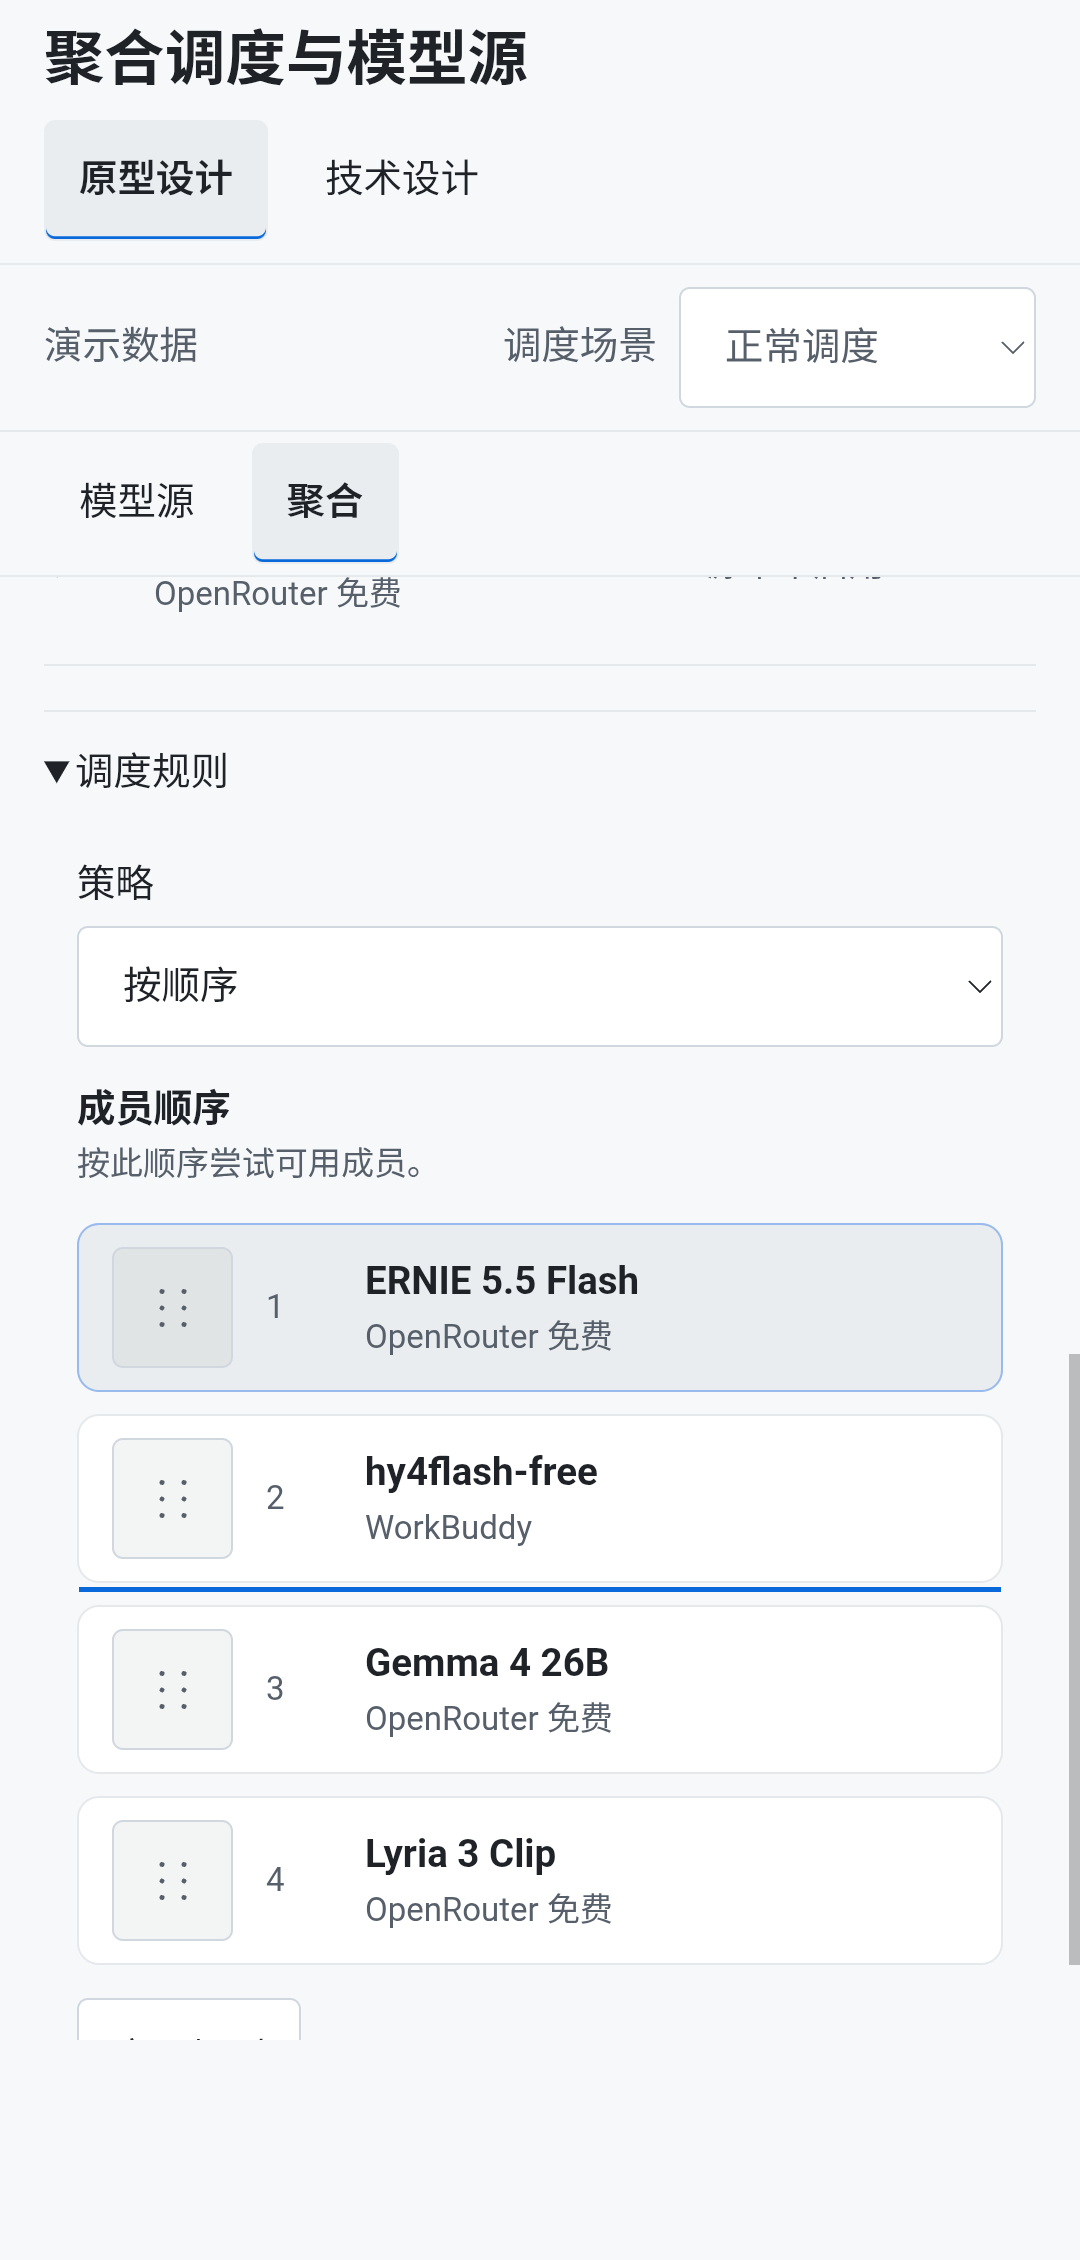 聚合调度与模型源
原型设计 技术设计
演示数据 调度场景 正常调度
模型源 聚合
OpenRouter 免费
▼调度规则
策略
按顺序
成员顺序
按此顺序尝试可用成员。
1 ERNIE 5.5 Flash
OpenRouter 免费
2 hy4flash-free
WorkBuddy
3 Gemma 4 26B
OpenRouter 免费
4 Lyria 3 Clip
OpenRouter 免费